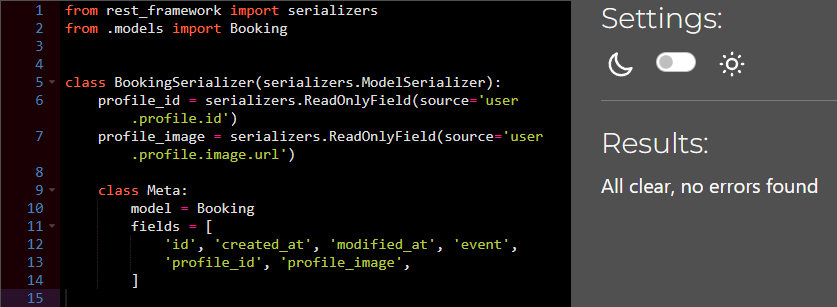 Settings:
Results:
All clear, no errors found
1 from rest_framework import serializers
2 from .models import Booking
3
4
5 class BookingSerializer(serializers.ModelSerializer):
6     profile_id = serializers.ReadOnlyField(source='user
        .profile.id')
7     profile_image = serializers.ReadOnlyField(source='user
        .profile.image.url')
8
9     class Meta:
10         model = Booking
11         fields = [
12             'id', 'created_at', 'modified_at', 'event',
13             'profile_id', 'profile_image',
14         ]
15